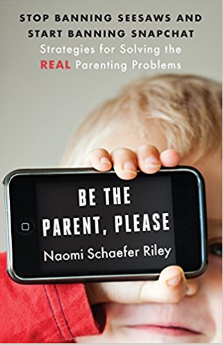 STOP BANNING SEESAWS AND
START BANNING SNAPCHAT
Strategies for Solving the
REAL Parenting Problems
BE THE
PARENT, PLEASE
Naomi Schaefer Riley